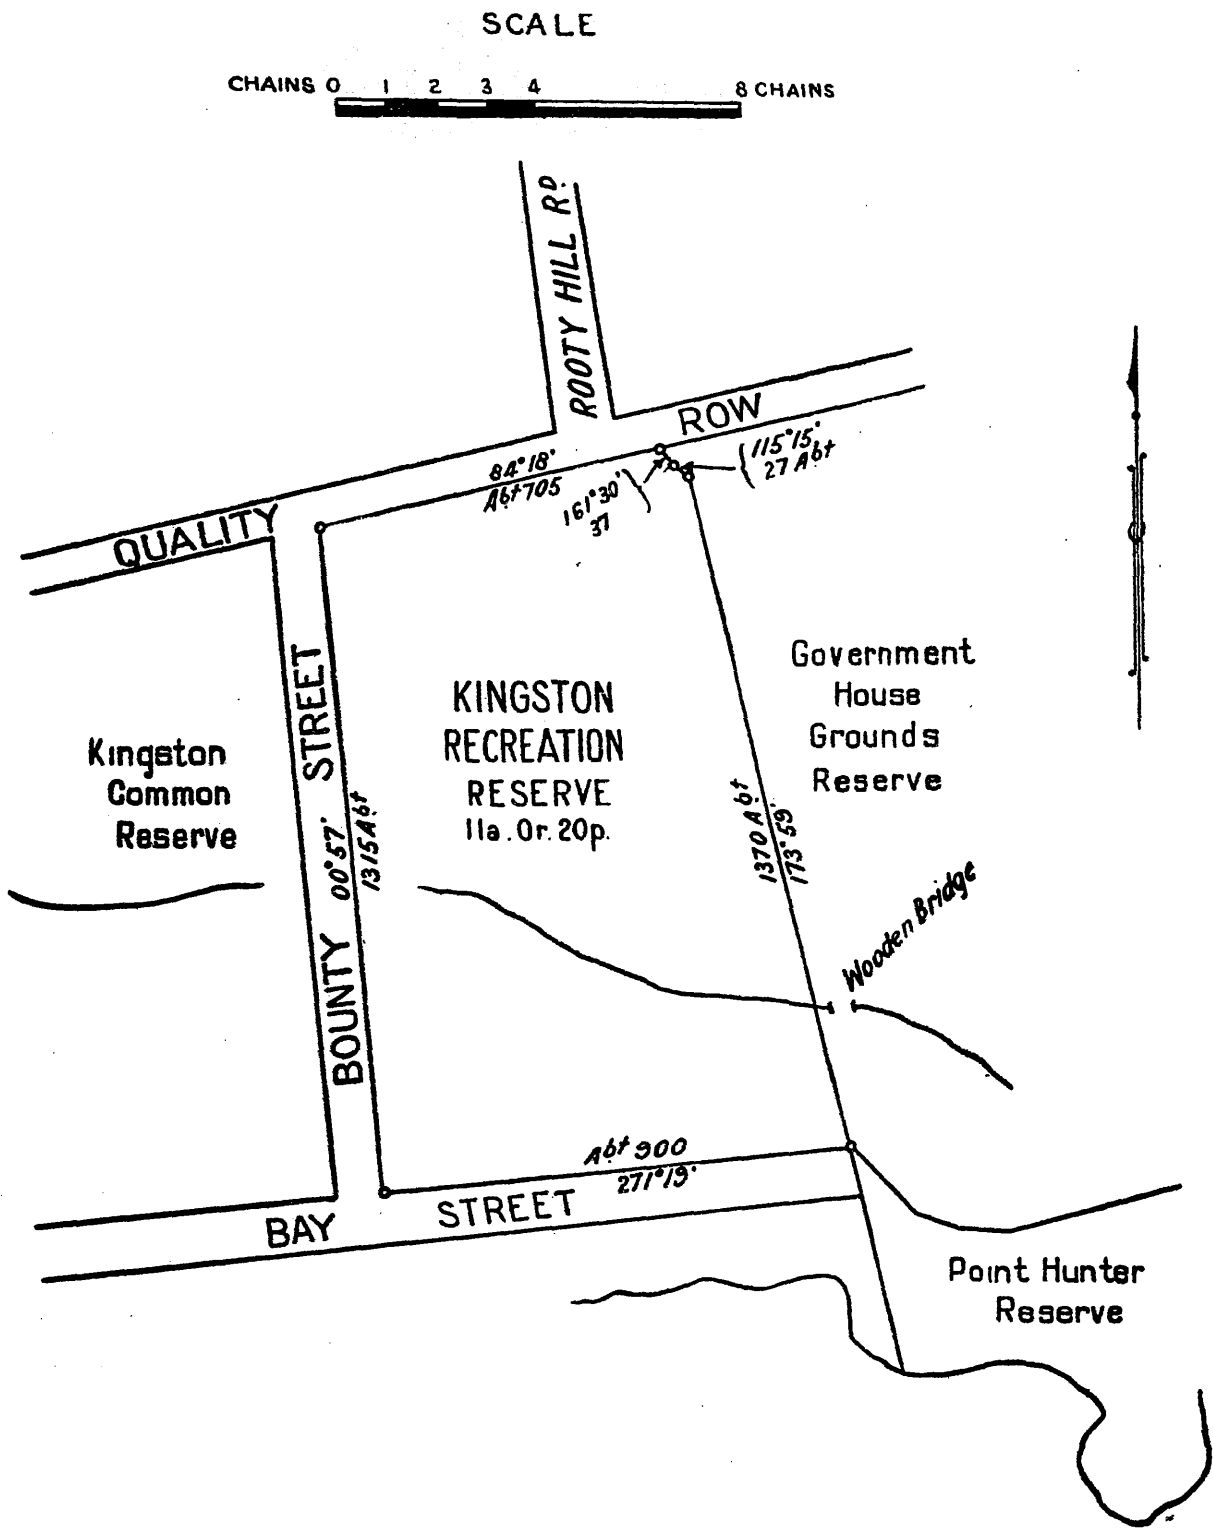 SCALE
CHAINS 0 1 2 3 4 8 CHAINS
ROOTY HILL RD.
QUALITY ROW
84°18'
Abt 705
161°30'
37
115°15'
27 Abt
Government
House
Grounds
Reserve
KINGSTON
RECREATION
RESERVE
11a. 0r. 20p.
Kingston
Common
Reserve
BOUNTY STREET
00°57'
1315 Abt
1370 Abt
173°59'
Wooden Bridge
Abt 900
271°19'
BAY STREET
Point Hunter
Reserve